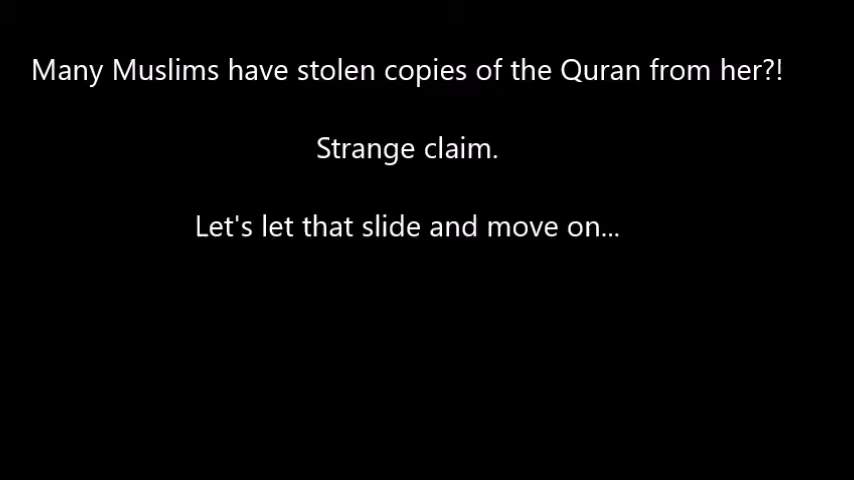 Many Muslims have stolen copies of the Quran from her?!
Strange claim.
Let's let that slide and move on...